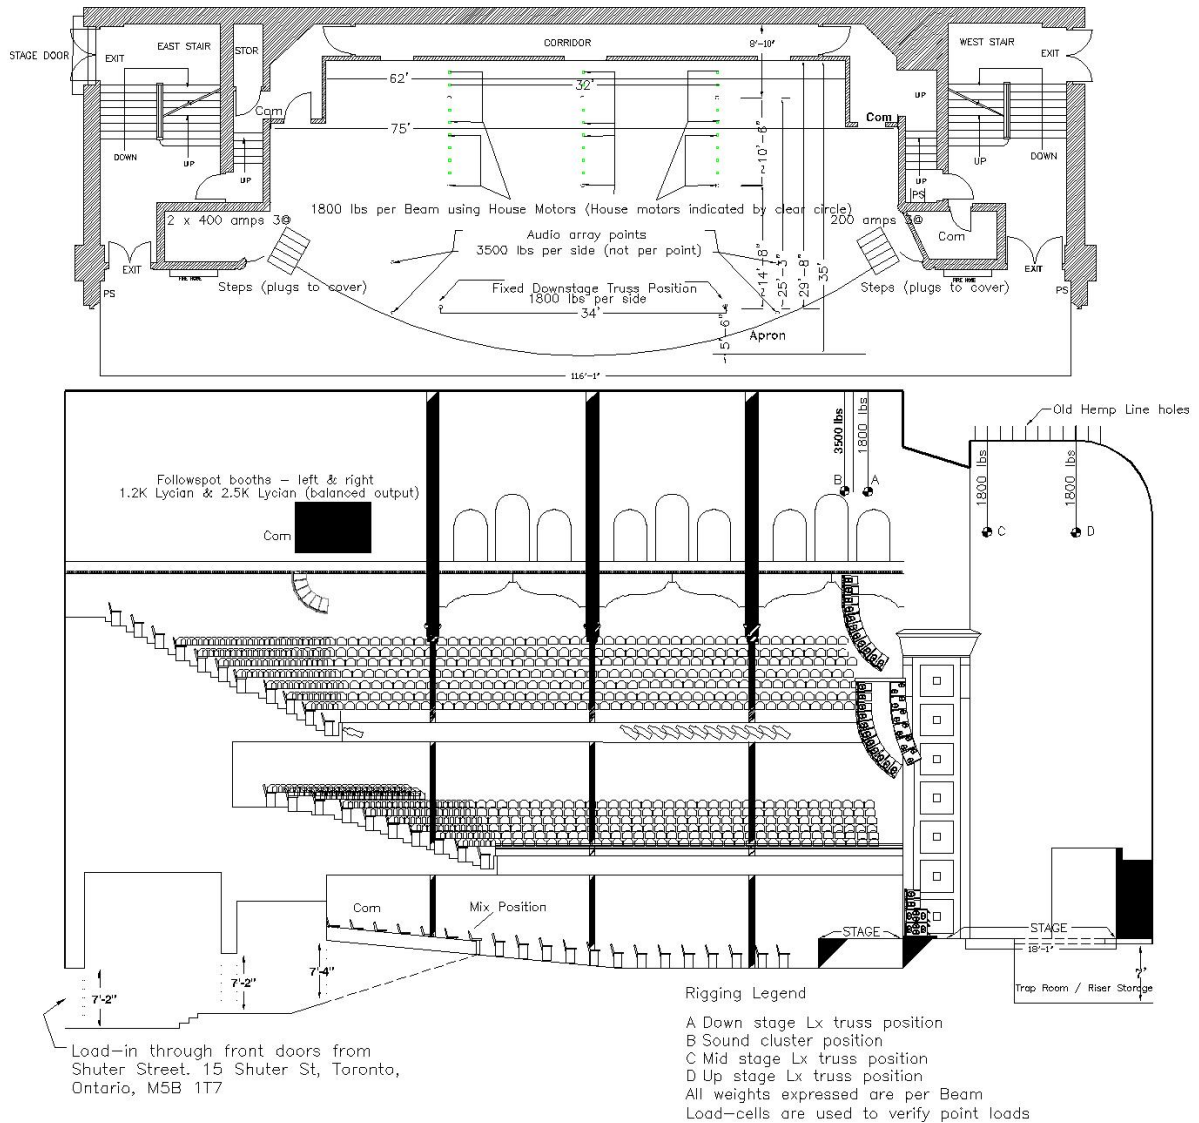 STAGE DOOR
EXIT
EAST STAIR
STOR
CORRIDOR
8'-10"
WEST STAIR
EXIT
62'
32'
Com
UP
Com
75'
DOWN
UP
UP
~10'-6"
UP
DOWN
UP
PS
2 x 400 amps 3@
1800 lbs per Beam using House Motors (House motors indicated by clear circle)
200 amps 3@
Audio array points
3500 lbs per side (not per point)
Com
EXIT
EXIT
FIRE HOSE
FIRE HOSE
Steps (plugs to cover)
Fixed Downstage Truss Position
1800 lbs per side
34'
~14'-8"
~25'-3"
~29'-8"
35'
Steps (plugs to cover)
PS
PS
~5'-6"
Apron
116'-1"
Old Hemp Line holes
3500 lbs
1800 lbs
1800 lbs
1800 lbs
Followspot booths - left & right
1.2K Lycian & 2.5K Lycian (balanced output)
B
A
Com
C
D
Com
Mix Position
STAGE
STAGE
18'-1"
7'-2"
7'-2"
7'-4"
7'
Trap Room / Riser Storage
Rigging Legend
A Down stage Lx truss position
B Sound cluster position
C Mid stage Lx truss position
D Up stage Lx truss position
All weights expressed are per Beam
Load-cells are used to verify point loads
Load-in through front doors from
Shuter Street. 15 Shuter St, Toronto,
Ontario, M5B 1T7